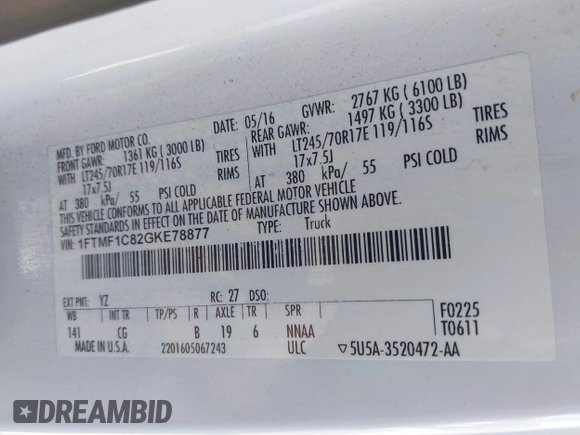 MFD. BY FORD MOTOR CO.
DATE: 05/16 GVWR: 2767 KG ( 6100 LB)
FRONT GAWR: 1361 KG ( 3000 LB) REAR GAWR: 1497 KG ( 3300 LB)
WITH LT245/70R17E 119/116S TIRES WITH LT245/70R17E 119/116S TIRES
17x7.5J RIMS 17x7.5J RIMS
AT 380 kPa/ 55 PSI COLD AT 380 kPa/ 55 PSI COLD
THIS VEHICLE CONFORMS TO ALL APPLICABLE FEDERAL MOTOR VEHICLE
SAFETY STANDARDS IN EFFECT ON THE DATE OF MANUFACTURE SHOWN ABOVE.
VIN: 1FTMF1C82GKE78877 TYPE: Truck
EXT PNT: YZ RC: 27 DSO:
WB INT TR TP/PS R AXLE TR SPR F0225
141 CG B 19 6 NNAA T0611
MADE IN U.S.A. 2201605067243 ULC ▽5U5A-3520472-AA
DREAMBID